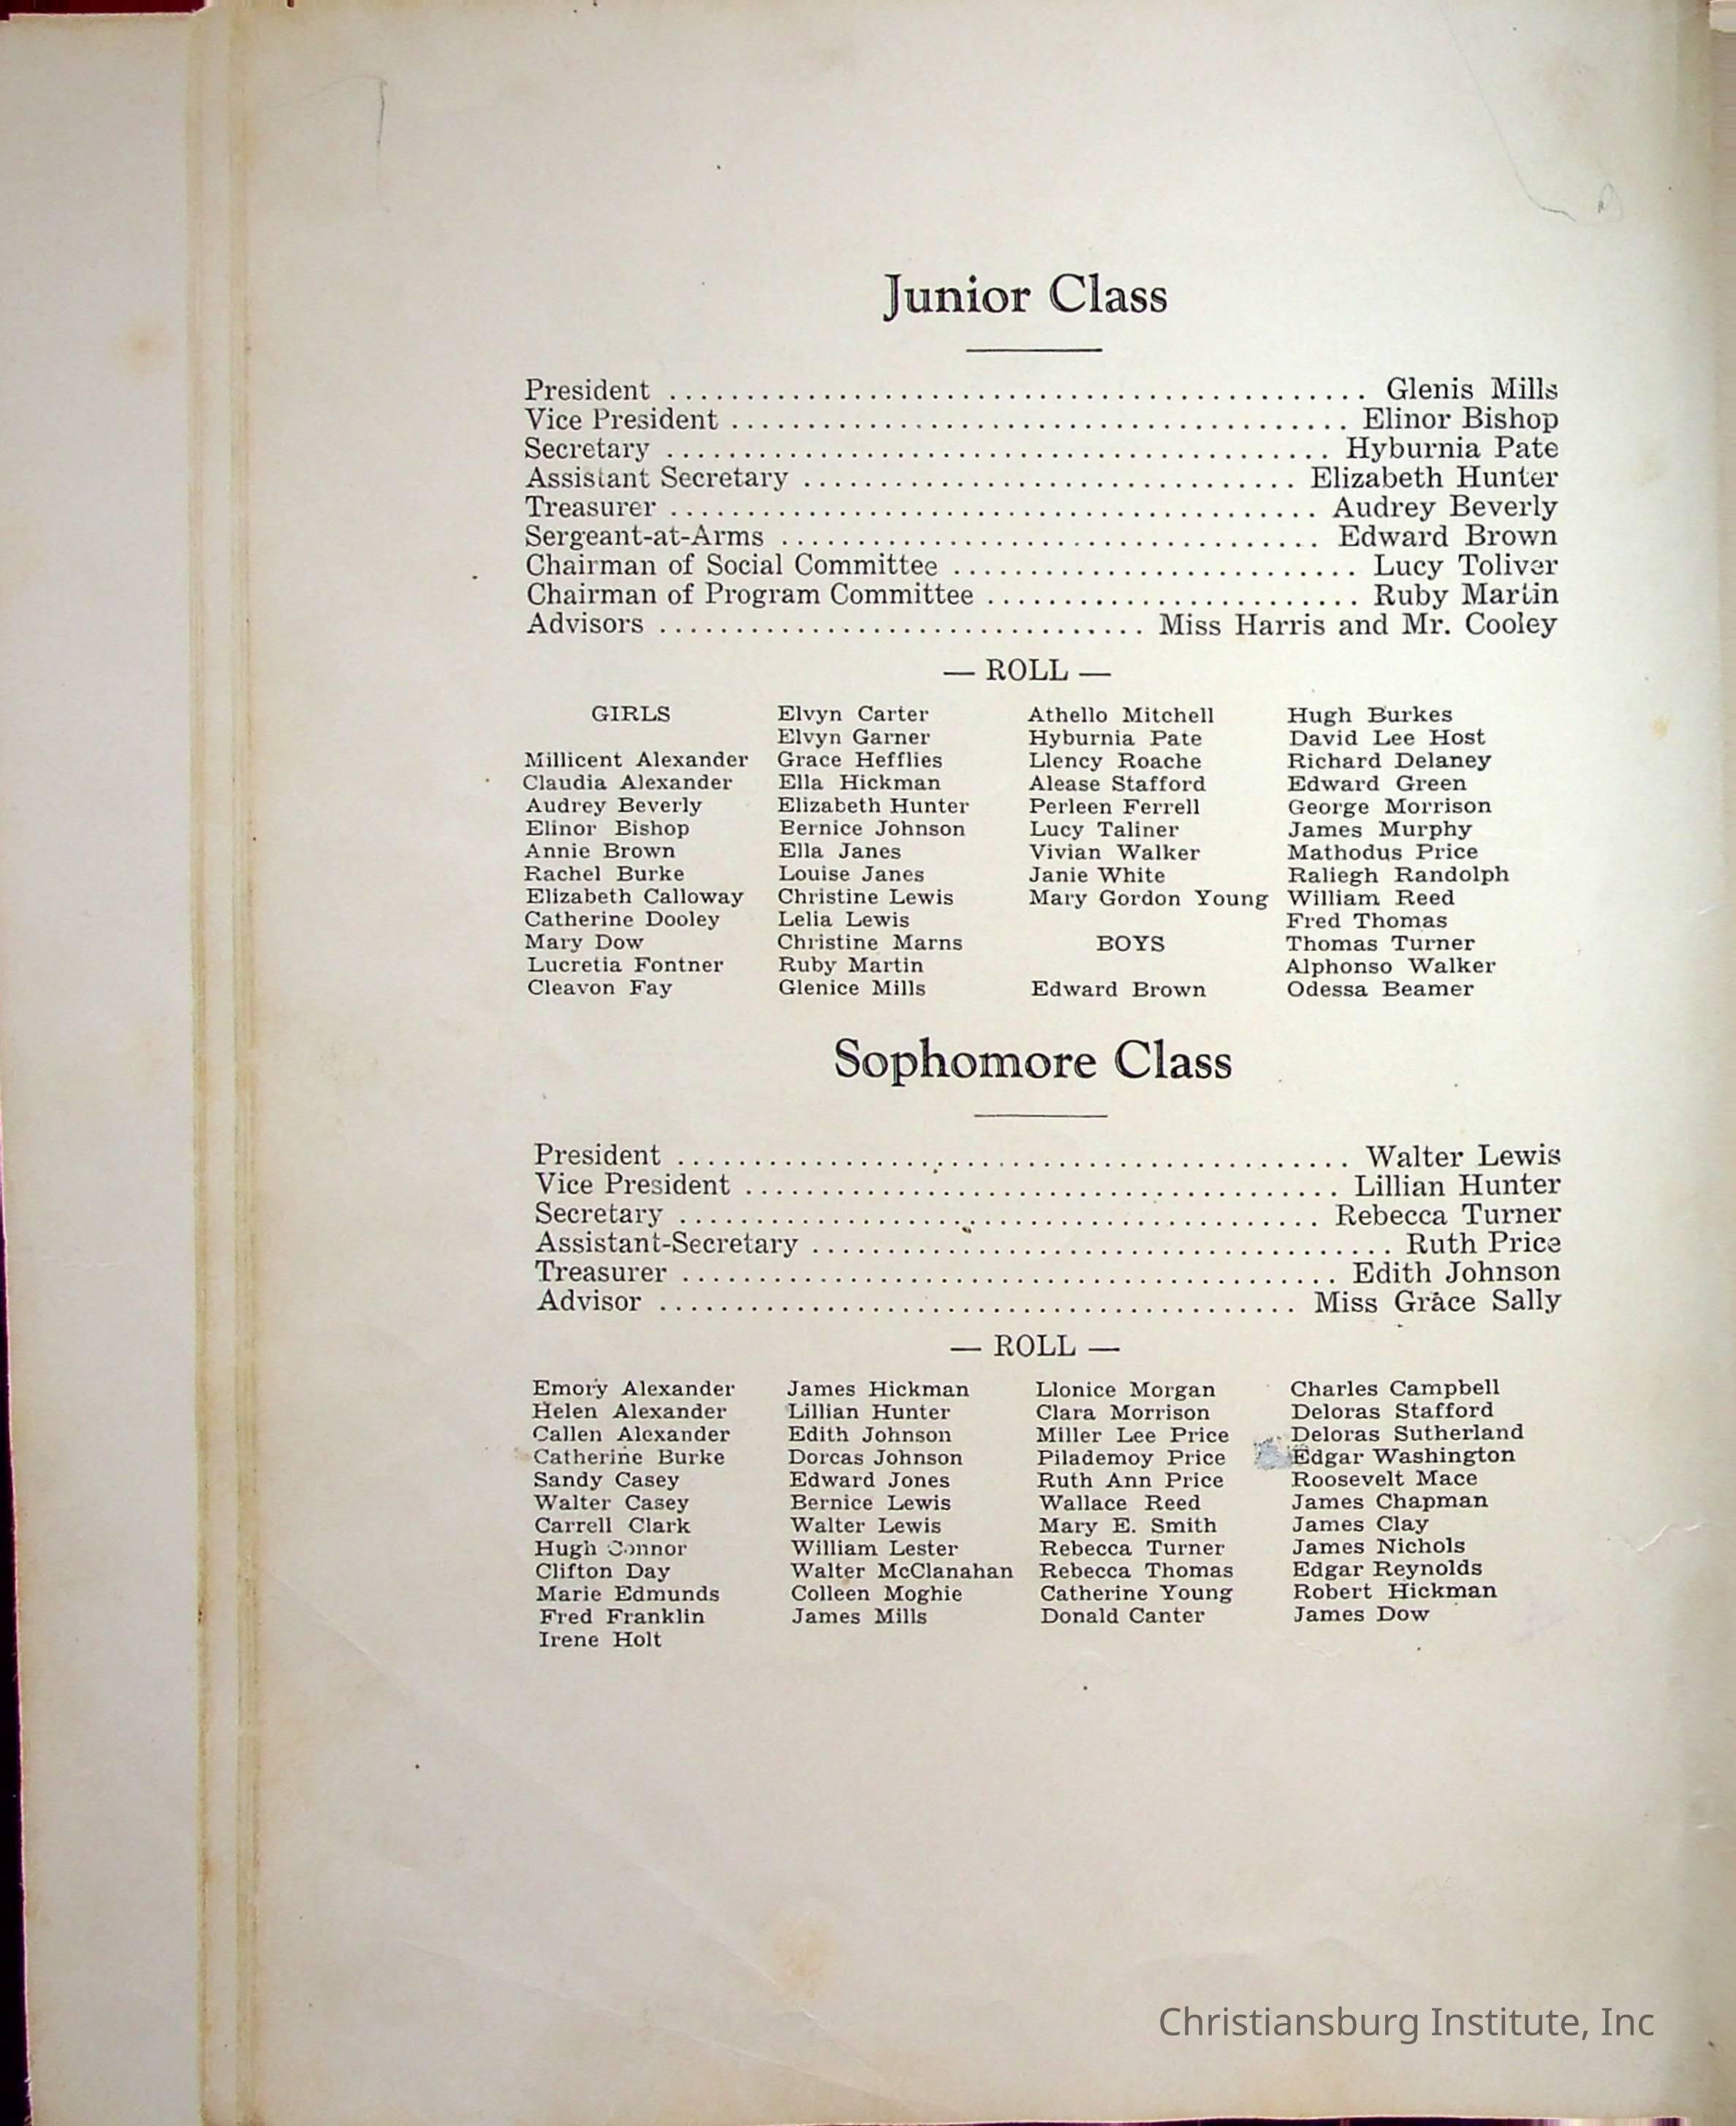 Junior Class
President ................................................ Glenis Mills
Vice President .......................................... Elinor Bishop
Secretary ............................................. Hyburnia Pate
Assistant Secretary ................................. Elizabeth Hunter
Treasurer ............................................ Audrey Beverly
Sergeant-at-Arms .................................... Edward Brown
Chairman of Social Committee ........................... Lucy Toliver
Chairman of Program Committee ......................... Ruby Martin
Advisors ................................. Miss Harris and Mr. Cooley
— ROLL —
GIRLS
Millicent Alexander
Claudia Alexander
Audrey Beverly
Elinor Bishop
Annie Brown
Rachel Burke
Elizabeth Calloway
Catherine Dooley
Mary Dow
Lucretia Fontner
Cleavon Fay
Elvyn Carter
Elvyn Garner
Grace Hefflies
Ella Hickman
Elizabeth Hunter
Bernice Johnson
Ella Janes
Louise Janes
Christine Lewis
Lelia Lewis
Christine Marns
Ruby Martin
Glenice Mills
Athello Mitchell
Hyburnia Pate
Llency Roache
Alease Stafford
Perleen Ferrell
Lucy Taliner
Vivian Walker
Janie White
Mary Gordon Young
BOYS
Edward Brown
Hugh Burkes
David Lee Host
Richard Delaney
Edward Green
George Morrison
James Murphy
Mathodus Price
Raliegh Randolph
William Reed
Fred Thomas
Thomas Turner
Alphonso Walker
Odessa Beamer
Sophomore Class
President .............................................. Walter Lewis
Vice President ........................................ Lillian Hunter
Secretary ........................................... Rebecca Turner
Assistant-Secretary ....................................... Ruth Price
Treasurer ............................................ Edith Johnson
Advisor ........................................... Miss Grace Sally
— ROLL —
Emory Alexander
Helen Alexander
Callen Alexander
Catherine Burke
Sandy Casey
Walter Casey
Carrell Clark
Hugh Connor
Clifton Day
Marie Edmunds
Fred Franklin
Irene Holt
James Hickman
Lillian Hunter
Edith Johnson
Dorcas Johnson
Edward Jones
Bernice Lewis
Walter Lewis
William Lester
Walter McClanahan
Colleen Moghie
James Mills
Llonice Morgan
Clara Morrison
Miller Lee Price
Pilademoy Price
Ruth Ann Price
Wallace Reed
Mary E. Smith
Rebecca Turner
Rebecca Thomas
Catherine Young
Donald Canter
Charles Campbell
Deloras Stafford
Deloras Sutherland
Edgar Washington
Roosevelt Mace
James Chapman
James Clay
James Nichols
Edgar Reynolds
Robert Hickman
James Dow
Christiansburg Institute, Inc